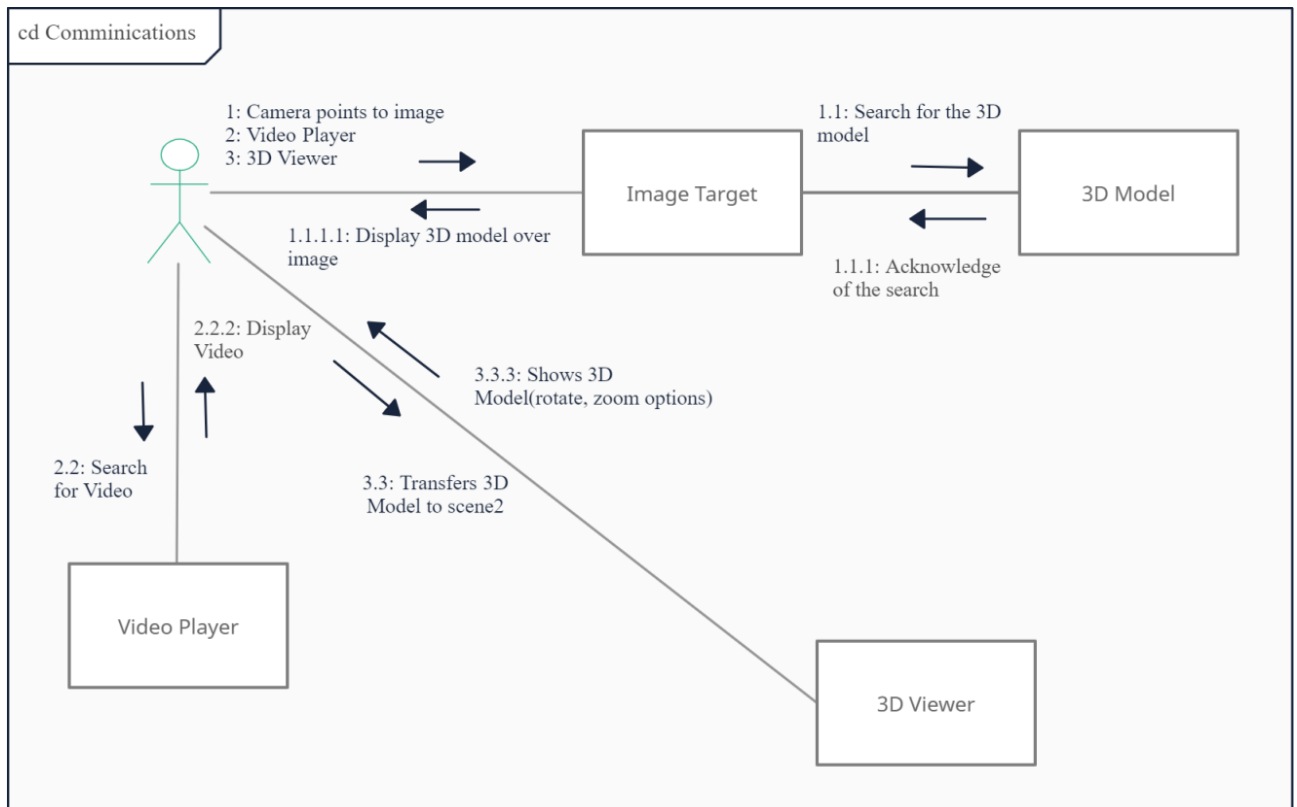 cd Comminications
1: Camera points to image
2: Video Player
3: 3D Viewer
1.1: Search for the 3D
model
Image Target
3D Model
1.1.1.1: Display 3D model over
image
1.1.1: Acknowledge
of the search
2.2.2: Display
Video
3.3.3: Shows 3D
Model(rotate, zoom options)
2.2: Search
for Video
3.3: Transfers 3D
Model to scene2
Video Player
3D Viewer